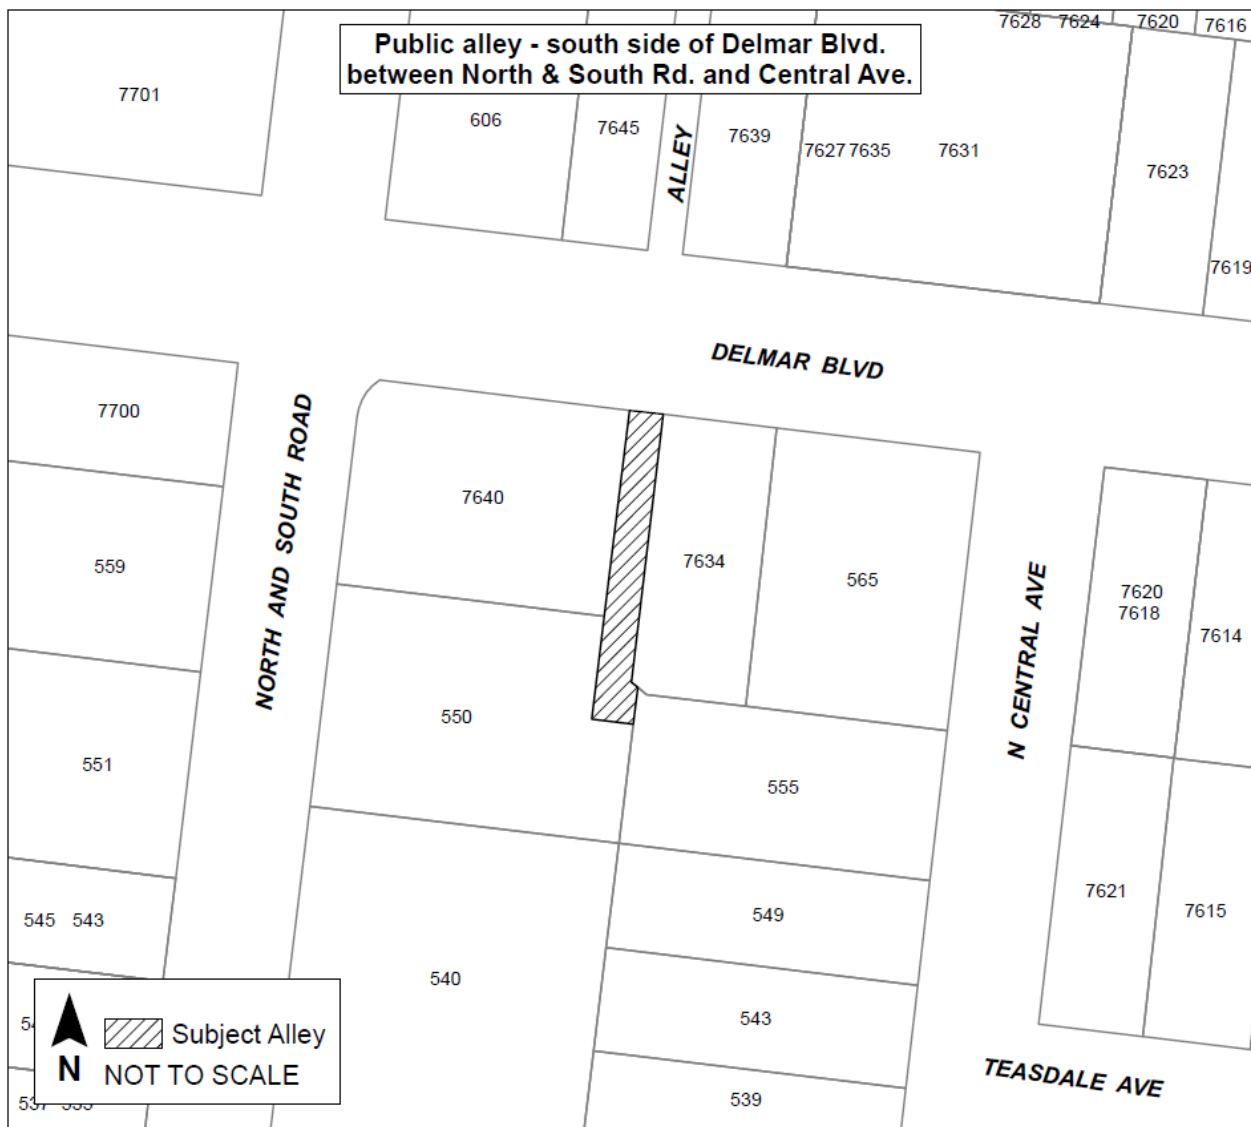 Public alley - south side of Delmar Blvd.
between North & South Rd. and Central Ave.
7628 7624 7620 7616
7701
606
7645
ALLEY
7639
7627 7635 7631
7623
7619
DELMAR BLVD
7700
NORTH AND SOUTH ROAD
7640
559
7634
565
N CENTRAL AVE
7620
7618
7614
550
551
555
545 543
549
7621
7615
540
543
539
TEASDALE AVE
Subject Alley
N
NOT TO SCALE